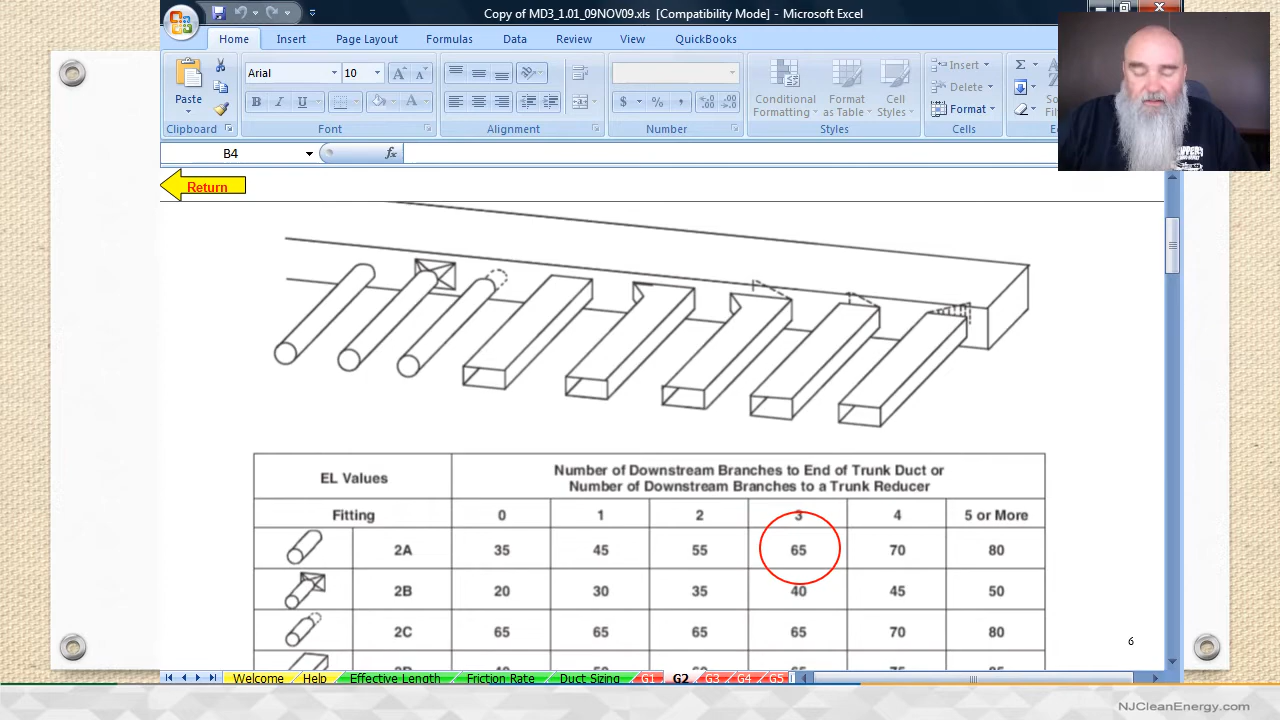 Copy of MD3_1.01_09NOV09.xls [Compatibility Mode] - Microsoft Excel
Home Insert Page Layout Formulas Data Review View QuickBooks
Arial
Paste
B I U
Conditional Formatting
Format as Table
Cell Styles
Insert
Delete
Format
Clipboard Font Alignment Number Styles Cells
B4 fx
Return
EL Values
Number of Downstream Branches to End of Trunk Duct or
Number of Downstream Branches to a Trunk Reducer
Fitting 0 1 2 3 4 5 or More
2A 35 45 55 65 70 80
2B 20 30 35 40 45 50
2C 65 65 65 65 70 80
6
Welcome Help Effective Length Friction Rate Duct Sizing G1 G2 G3 G4 G5
NJCleanEnergy.com